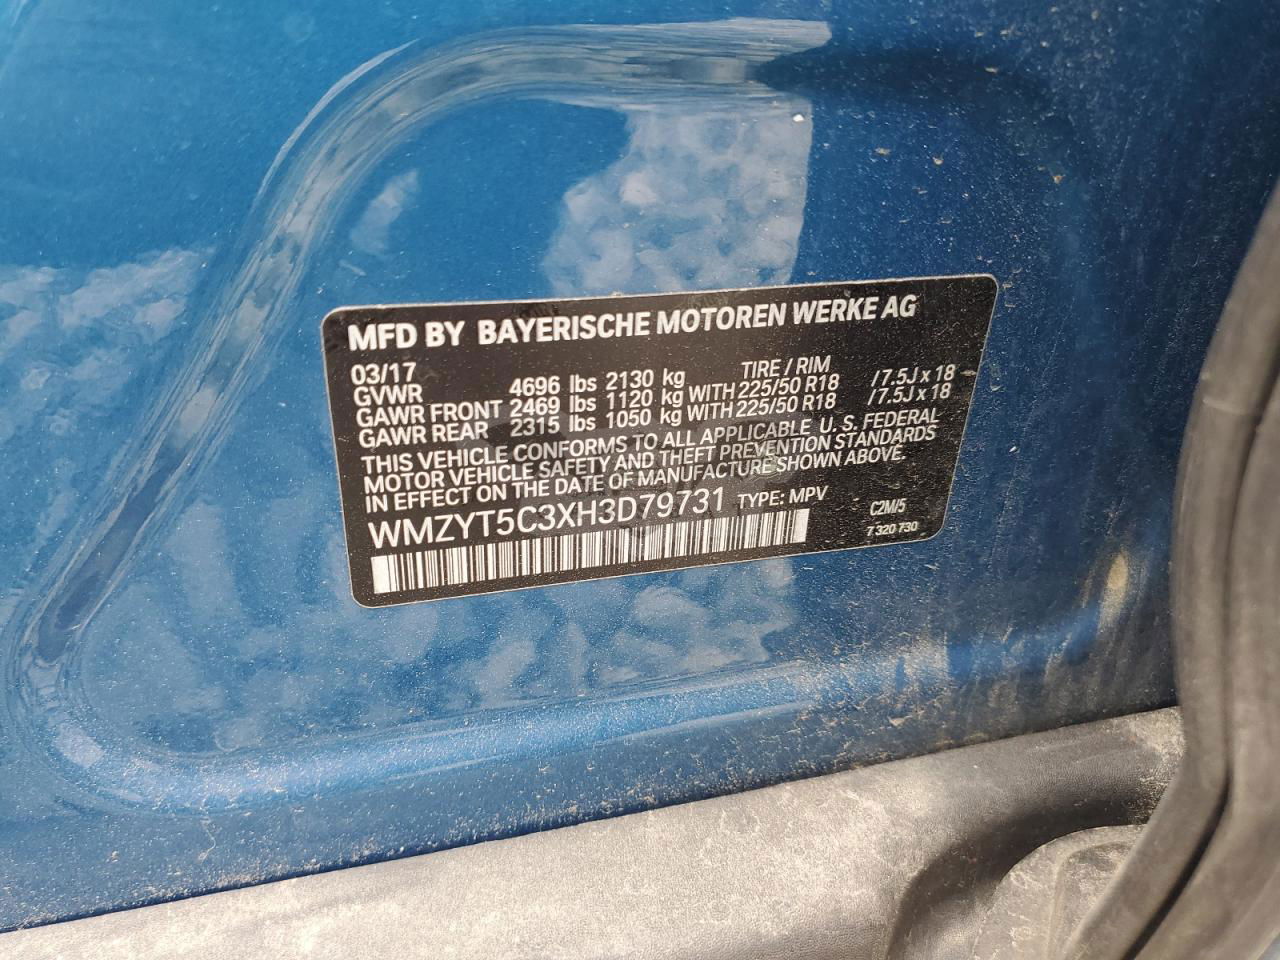 MFD BY BAYERISCHE MOTOREN WERKE AG
03/17 TIRE / RIM
GVWR 4696 lbs 2130 kg
GAWR FRONT 2469 lbs 1120 kg WITH 225/50 R18 / 7.5J x 18
GAWR REAR 2315 lbs 1050 kg WITH 225/50 R18 / 7.5J x 18
THIS VEHICLE CONFORMS TO ALL APPLICABLE U. S. FEDERAL
MOTOR VEHICLE SAFETY AND THEFT PREVENTION STANDARDS
IN EFFECT ON THE DATE OF MANUFACTURE SHOWN ABOVE.
WMZYT5C3XH3D79731 TYPE: MPV C2M/5
7 320 730